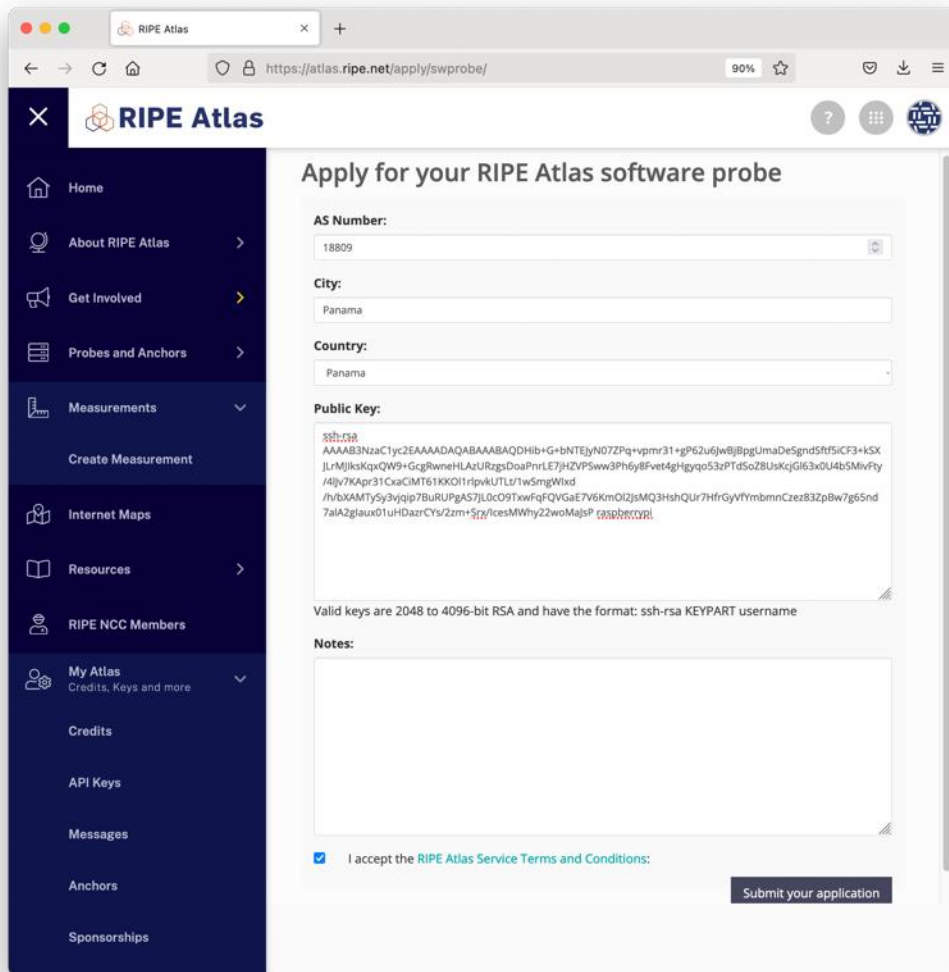 RIPE Atlas
https://atlas.ripe.net/apply/swprobe/
90%
RIPE Atlas
?
Home
About RIPE Atlas
Get Involved
Probes and Anchors
Measurements
Create Measurement
Internet Maps
Resources
RIPE NCC Members
My Atlas
Credits, Keys and more
Credits
API Keys
Messages
Anchors
Sponsorships
Apply for your RIPE Atlas software probe
AS Number:
18809
City:
Panama
Country:
Panama
Public Key:
ssh-rsa
raspberrypi
Valid keys are 2048 to 4096-bit RSA and have the format: ssh-rsa KEYPART username
Notes:
I accept the RIPE Atlas Service Terms and Conditions:
Submit your application